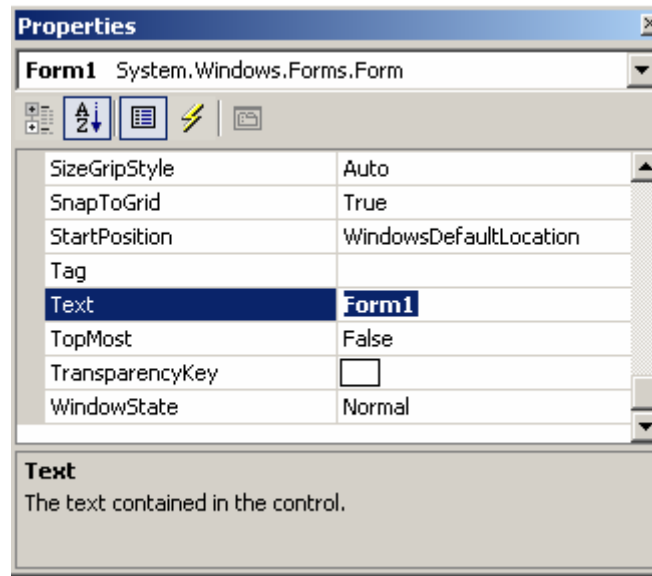 Properties
Form1 System.Windows.Forms.Form
A
Z
SizeGripStyle Auto
SnapToGrid True
StartPosition WindowsDefaultLocation
Tag
Text Form1
TopMost False
TransparencyKey
WindowState Normal
Text
The text contained in the control.